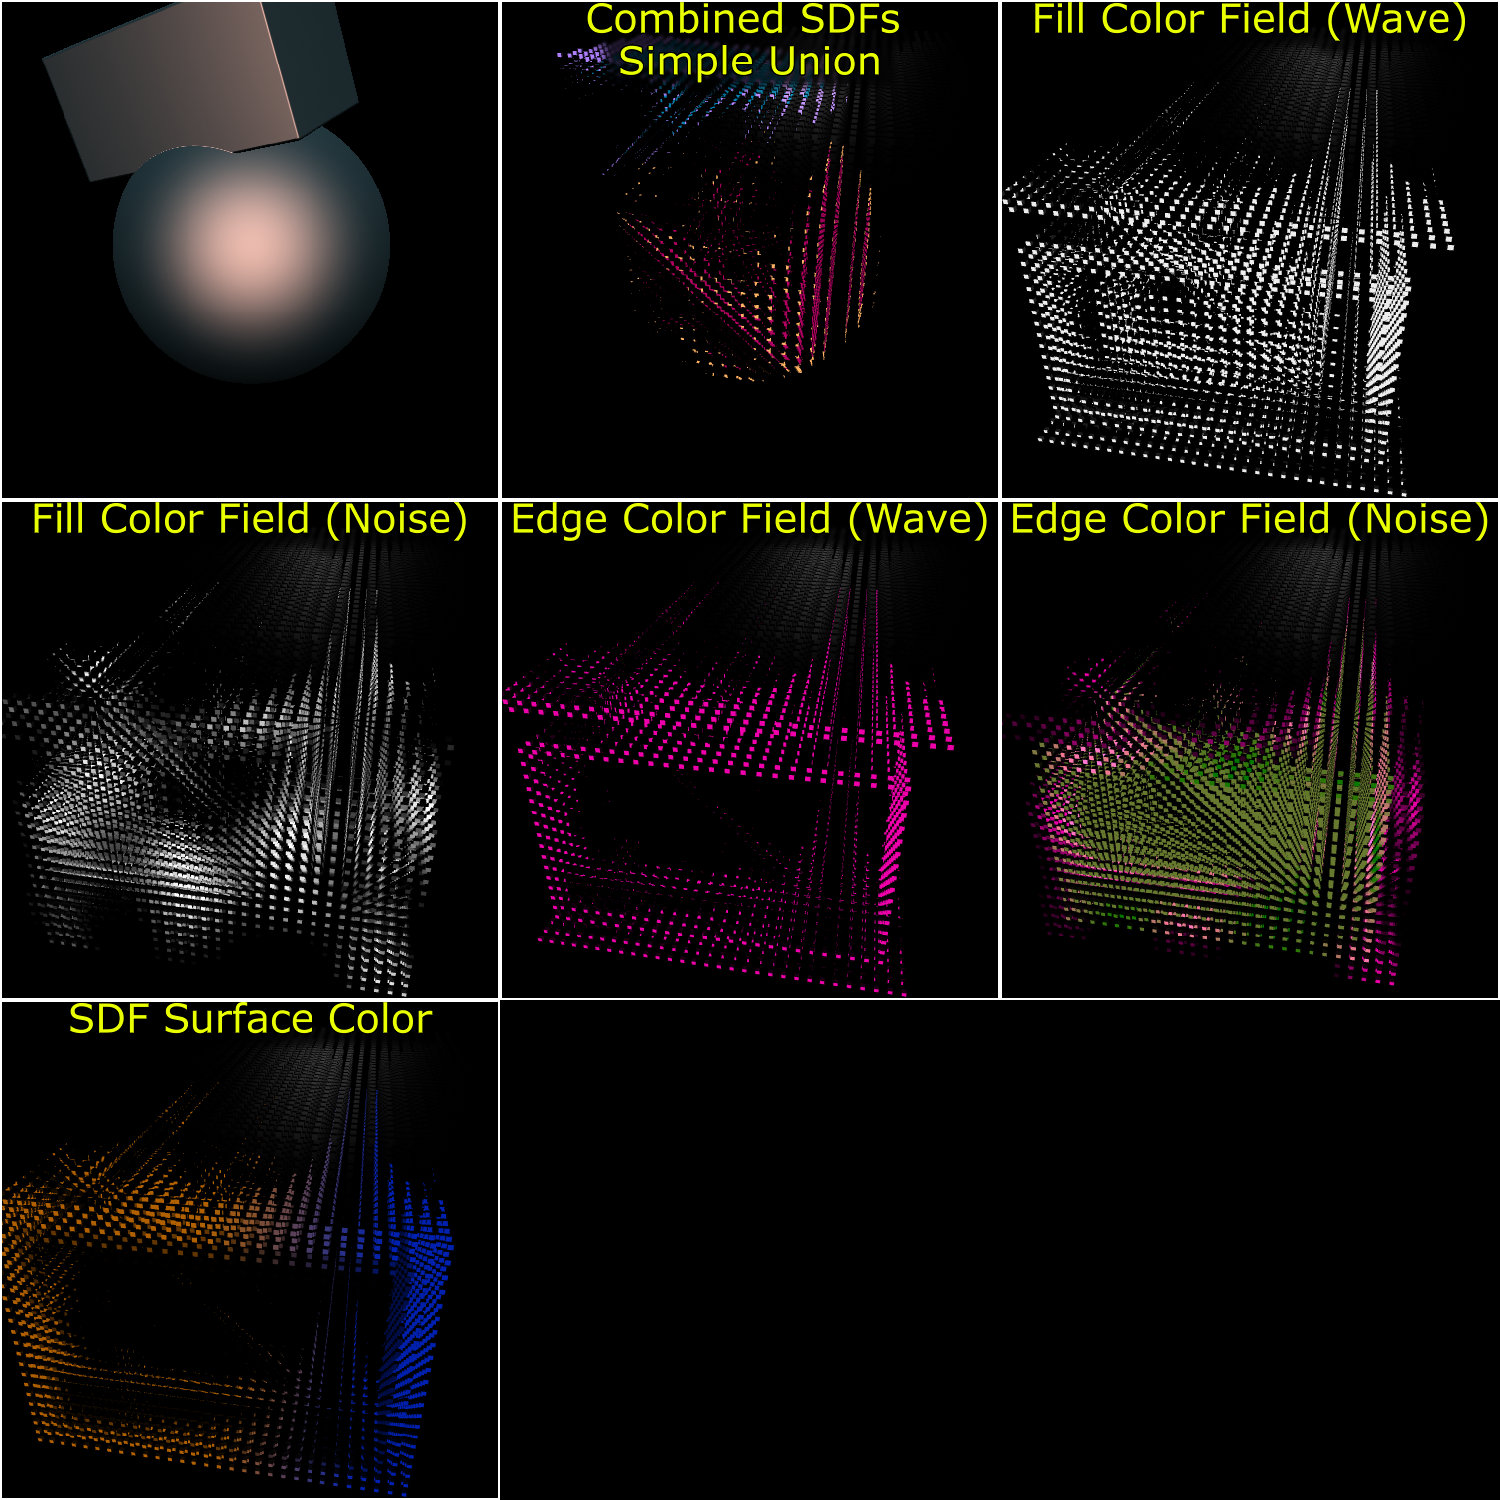 Combined SDFs
Simple Union
Fill Color Field (Wave)
Fill Color Field (Noise)
Edge Color Field (Wave)
Edge Color Field (Noise)
SDF Surface Color